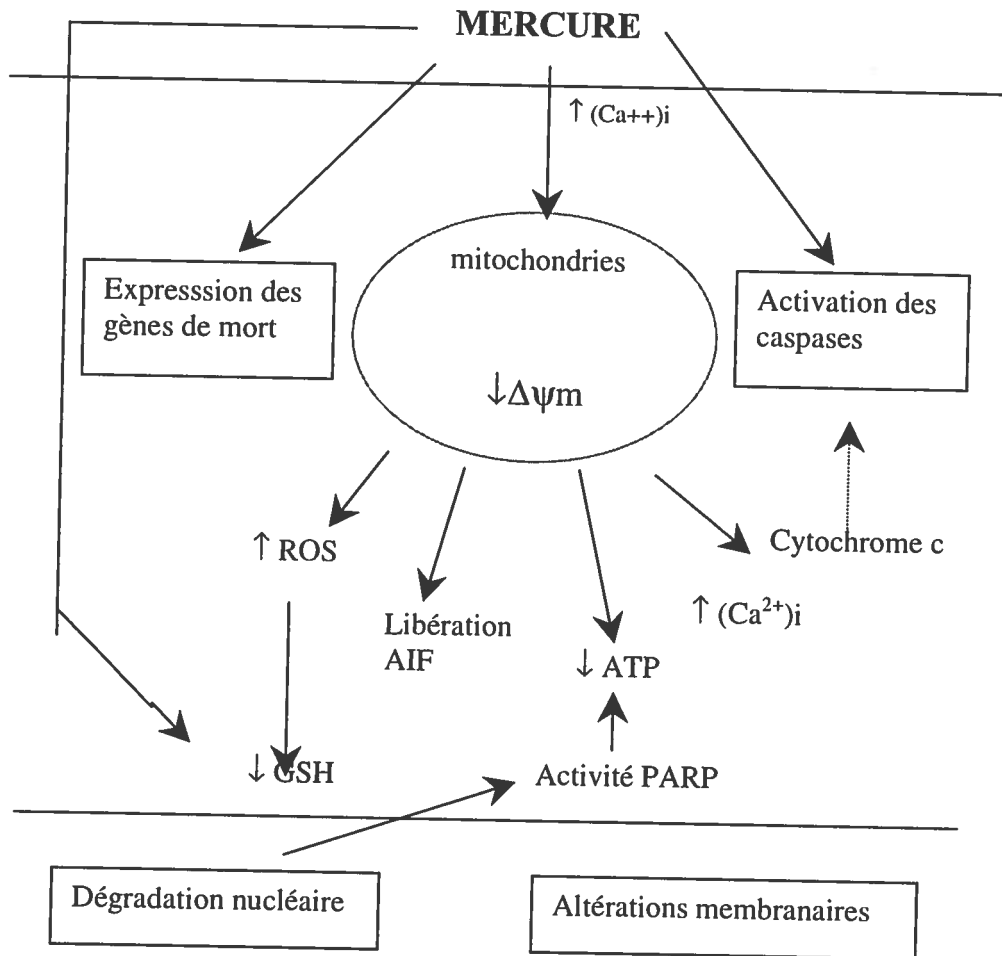 MERCURE
↑ (Ca++)i
mitochondries
Expresssion des
gènes de mort
Activation des
caspases
↓Δψm
↑ ROS
Cytochrome c
Libération
AIF
↑ (Ca²⁺)i
↓ ATP
↓ GSH
Activité PARP
Dégradation nucléaire
Altérations membranaires